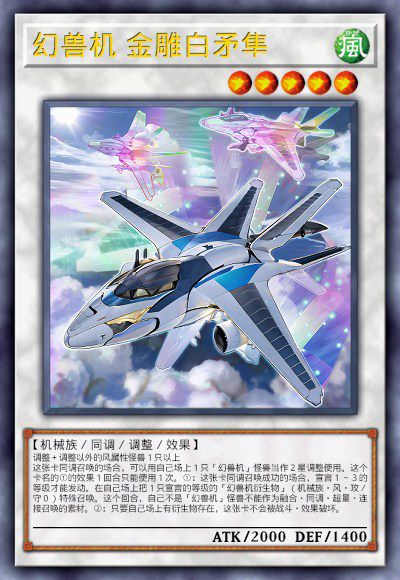 幻兽机 金雕白矛隼
風
【机械族/同调/调整/效果】
调整+调整以外的风属性怪兽1只以上
这张卡同调召唤的场合，可以用自己场上1只「幻兽机」怪兽当作2星调整使用。这个
卡名的①的效果1回合只能使用1次。①：这张卡同调召唤成功的场合，宣言1-3的
等级才能发动。在自己场上把1只宣言的等级的「幻兽机衍生物」(机械族·风·攻/
守0)特殊召唤。这个回合，自己不是「幻兽机」怪兽不能作为融合·同调·超量·连
接召唤的素材。②：只要自己场上有衍生物存在，这张卡不会被战斗·效果破坏。
ATK/2000 DEF/1400